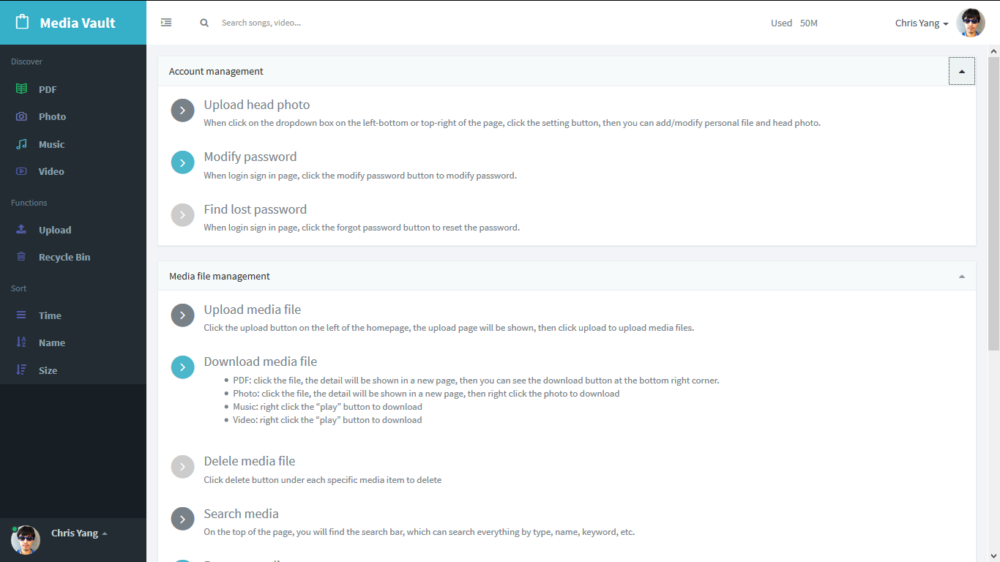 Media Vault
Search songs, video...
Used 50M
Chris Yang
Discover
PDF
Photo
Music
Video
Functions
Upload
Recycle Bin
Sort
Time
Name
Size
Chris Yang
Account management
Upload head photo
When click on the dropdown box on the left-bottom or top-right of the page, click the setting button, then you can add/modify personal file and head photo.
Modify password
When login sign in page, click the modify password button to modify password.
Find lost password
When login sign in page, click the forgot password button to reset the password.
Media file management
Upload media file
Click the upload button on the left of the homepage, the upload page will be shown, then click upload to upload media files.
Download media file
PDF: click the file, the detail will be shown in a new page, then you can see the download button at the bottom right corner.
Photo: click the file, the detail will be shown in a new page, then right click the photo to download
Music: right click the “play” button to download
Video: right click the “play” button to download
Delele media file
Click delete button under each specific media item to delete
Search media
On the top of the page, you will find the search bar, which can search everything by type, name, keyword, etc.